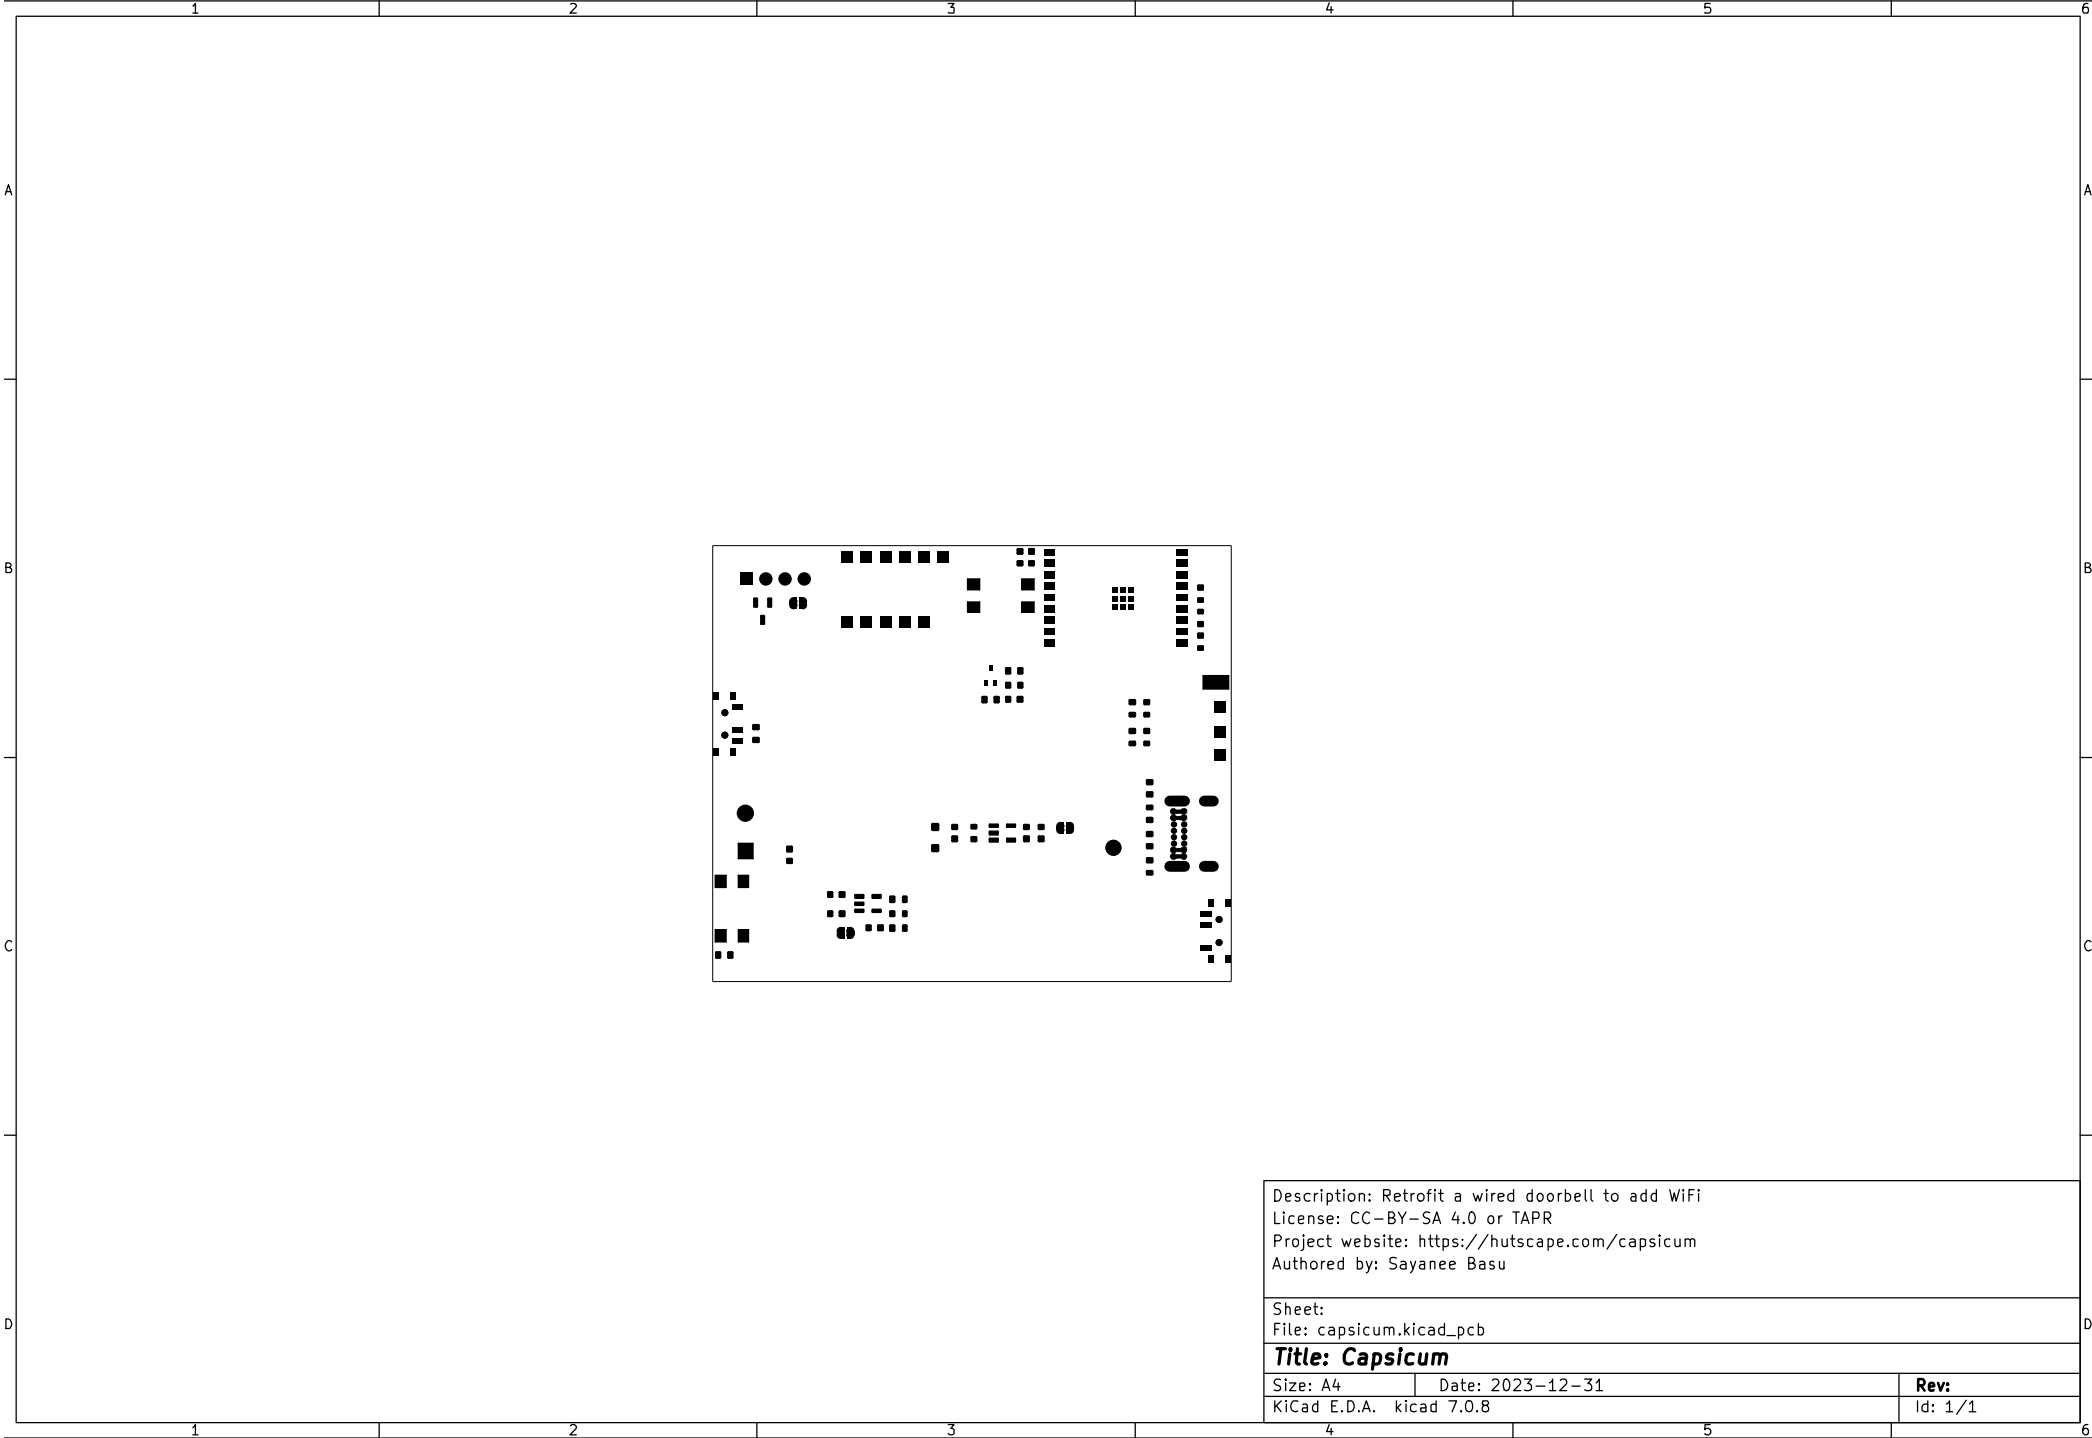 1 2 3 4 5 6
A A
B B
C C
D D
Description: Retrofit a wired doorbell to add WiFi
License: CC-BY-SA 4.0 or TAPR
Project website: https://hutscape.com/capsicum
Authored by: Sayanee Basu
Sheet:
File: capsicum.kicad_pcb
Title: Capsicum
Size: A4 Date: 2023-12-31 Rev:
KiCad E.D.A. kicad 7.0.8 Id: 1/1
1 2 3 4 5 6